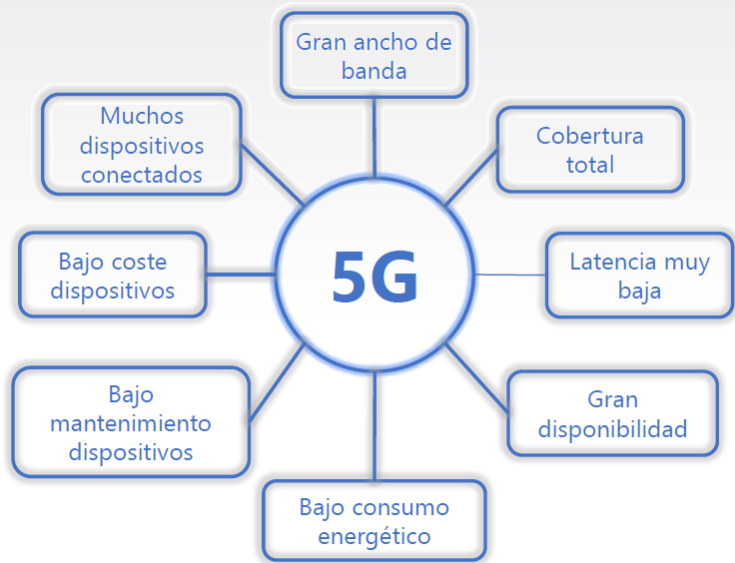 Gran ancho de
banda
Muchos
dispositivos
conectados
Cobertura
total
Bajo coste
dispositivos
5G
Latencia muy
baja
Bajo
mantenimiento
dispositivos
Gran
disponibilidad
Bajo consumo
energético